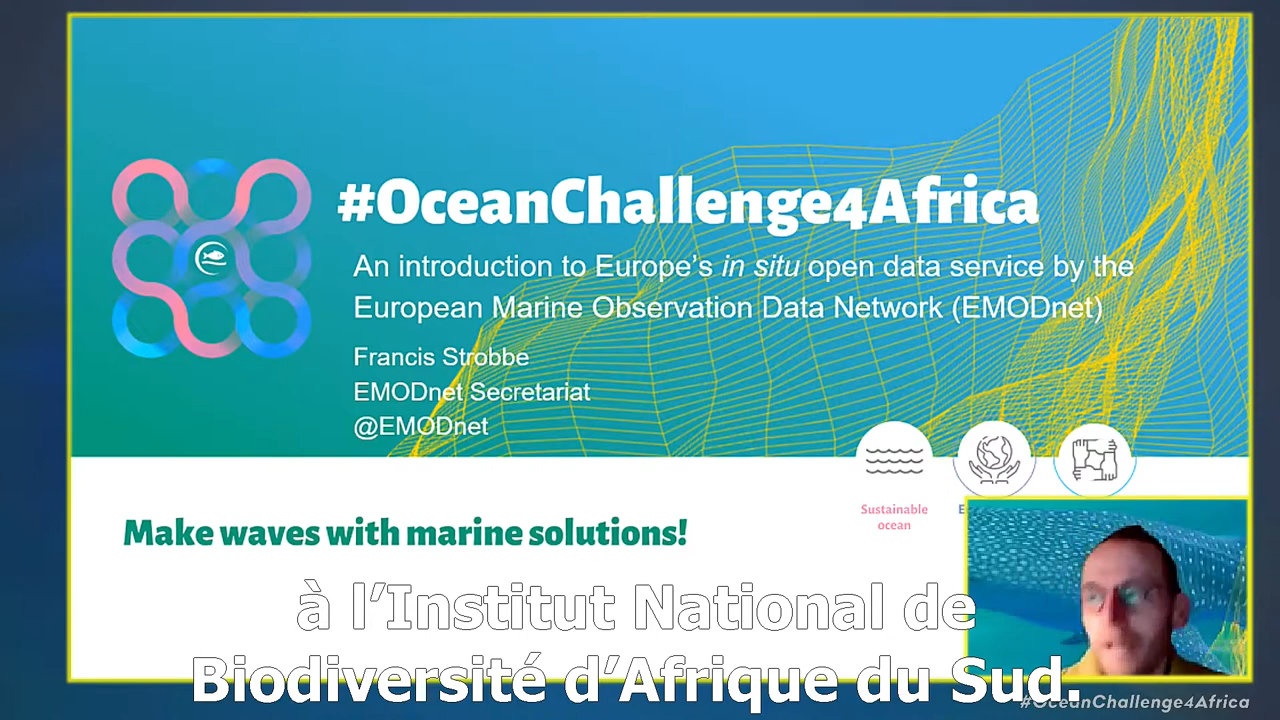 #OceanChallenge4Africa
An introduction to Europe's in situ open data service by the
European Marine Observation Data Network (EMODnet)
Francis Strobbe
EMODnet Secretariat
@EMODnet
Sustainable
ocean
Make waves with marine solutions!
à l’Institut National de
Biodiversité d’Afrique du Sud.
#OceanChallenge4Africa